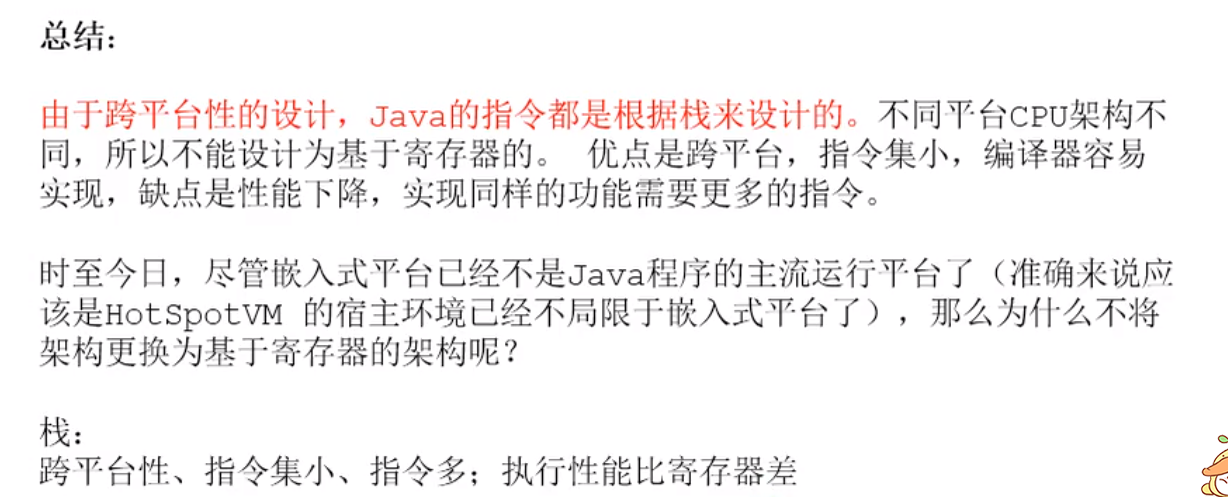 总结：
由于跨平台性的设计，Java的指令都是根据栈来设计的。不同平台CPU架构不
同，所以不能设计为基于寄存器的。 优点是跨平台，指令集小，编译器容易
实现，缺点是性能下降，实现同样的功能需要更多的指令。
时至今日，尽管嵌入式平台已经不是Java程序的主流运行平台了（准确来说应
该是HotSpotVM 的宿主环境已经不局限于嵌入式平台了），那么为什么不将
架构更换为基于寄存器的架构呢？
栈：
跨平台性、指令集小、指令多；执行性能比寄存器差